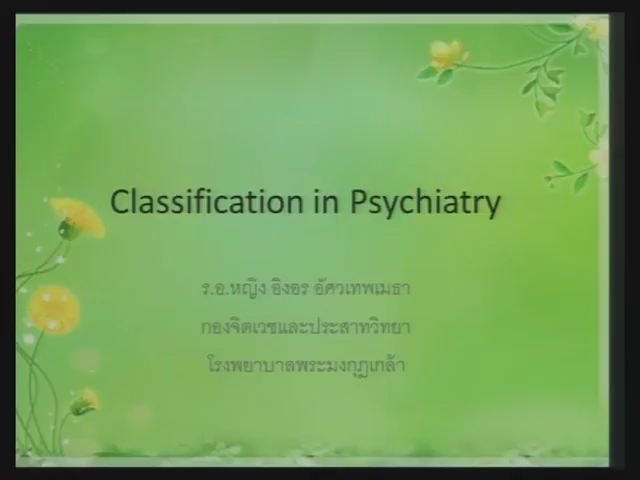 Classification in Psychiatry
ร.อ.หญิง อิงอร อัศวเทพเมธา
กองจิตเวชและประสาทวิทยา
โรงพยาบาลพระมงกุฎเกล้า